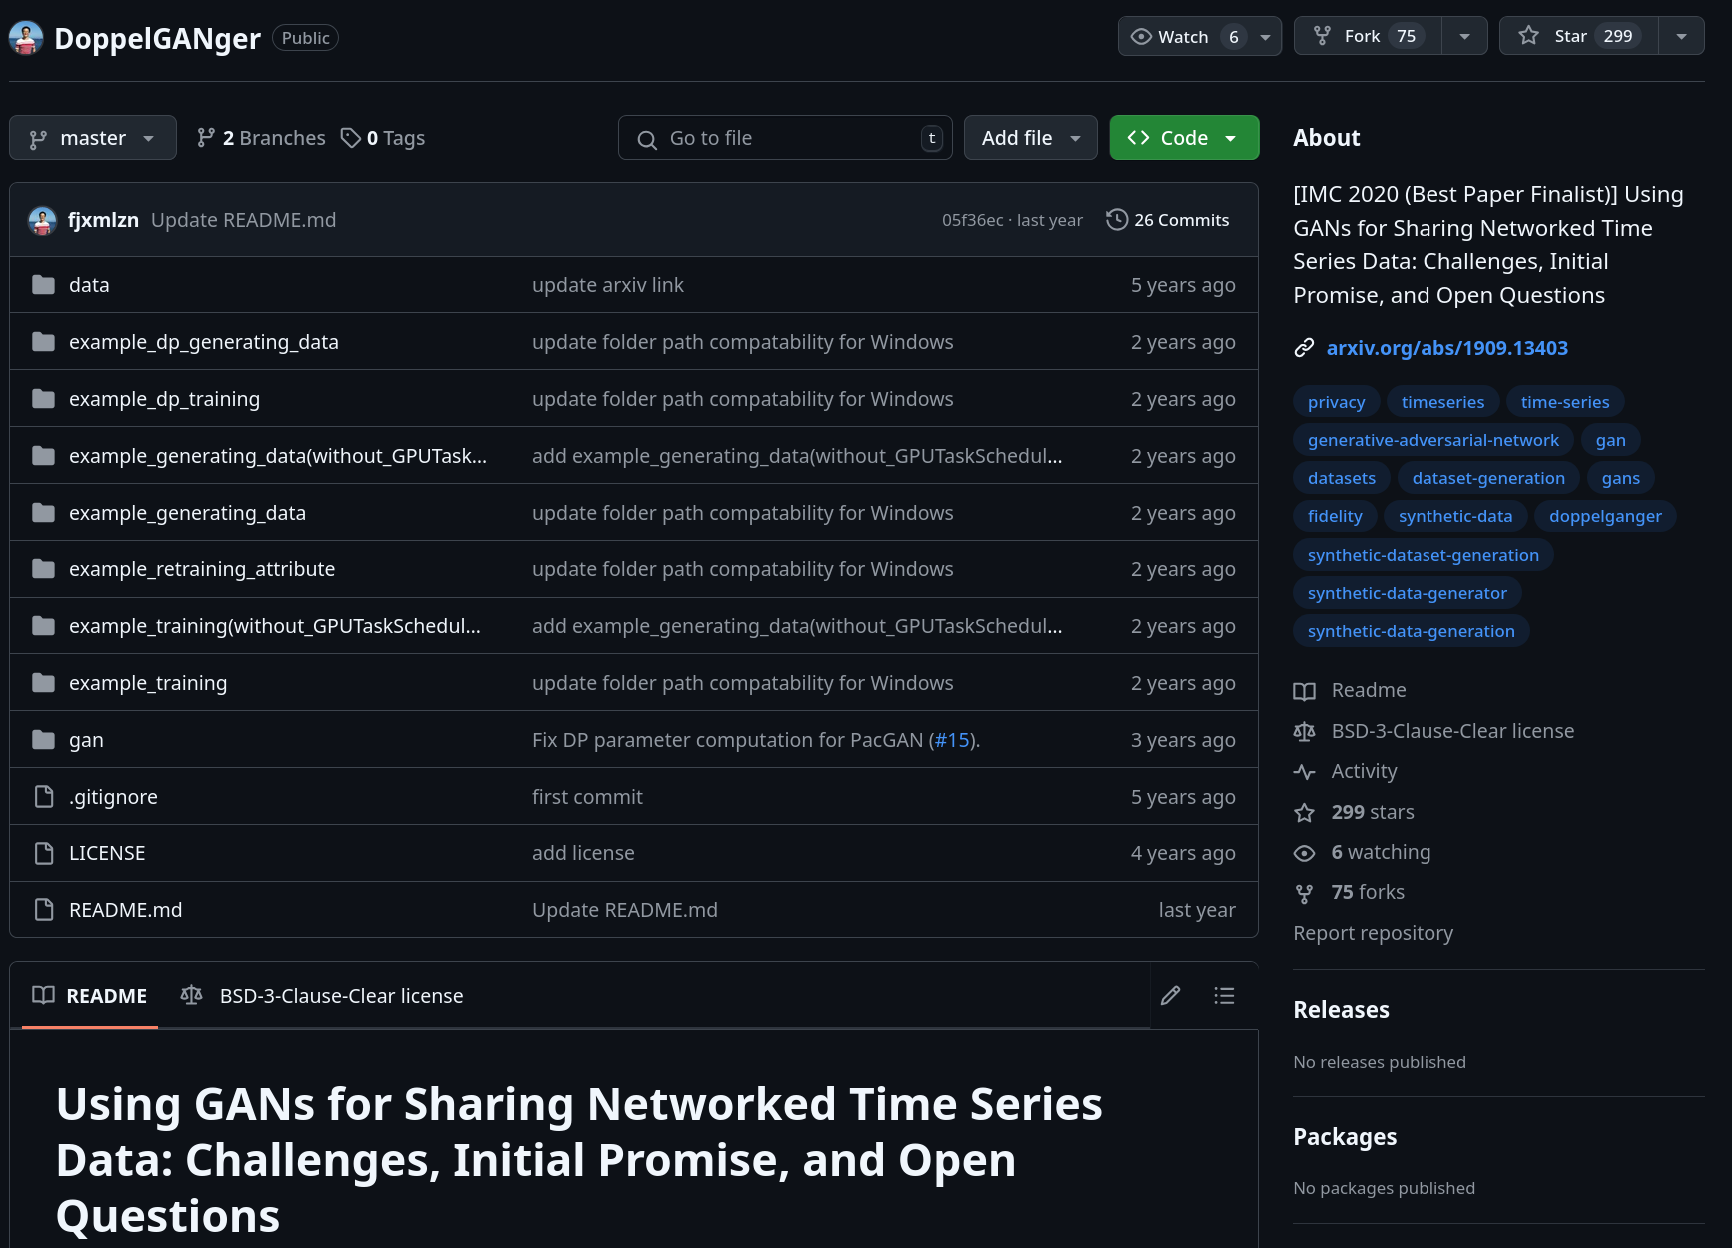 DoppelGANger Public Watch 6 Fork 75 Star 299
master 2 Branches 0 Tags Go to file t Add file Code
fjxmlzn Update README.md 05f36ec · last year 26 Commits
data update arxiv link 5 years ago
example_dp_generating_data update folder path compatability for Windows 2 years ago
example_dp_training update folder path compatability for Windows 2 years ago
example_generating_data(without_GPUTask... add example_generating_data(without_GPUTaskSchedul... 2 years ago
example_generating_data update folder path compatability for Windows 2 years ago
example_retraining_attribute update folder path compatability for Windows 2 years ago
example_training(without_GPUTaskSchedul... add example_generating_data(without_GPUTaskSchedul... 2 years ago
example_training update folder path compatability for Windows 2 years ago
gan Fix DP parameter computation for PacGAN (#15). 3 years ago
.gitignore first commit 5 years ago
LICENSE add license 4 years ago
README.md Update README.md last year
README BSD-3-Clause-Clear license
Using GANs for Sharing Networked Time Series
Data: Challenges, Initial Promise, and Open
Questions
About
[IMC 2020 (Best Paper Finalist)] Using
GANs for Sharing Networked Time
Series Data: Challenges, Initial
Promise, and Open Questions
arxiv.org/abs/1909.13403
privacy timeseries time-series
generative-adversarial-network gan
datasets dataset-generation gans
fidelity synthetic-data doppelganger
synthetic-dataset-generation
synthetic-data-generator
synthetic-data-generation
Readme
BSD-3-Clause-Clear license
Activity
299 stars
6 watching
75 forks
Report repository
Releases
No releases published
Packages
No packages published